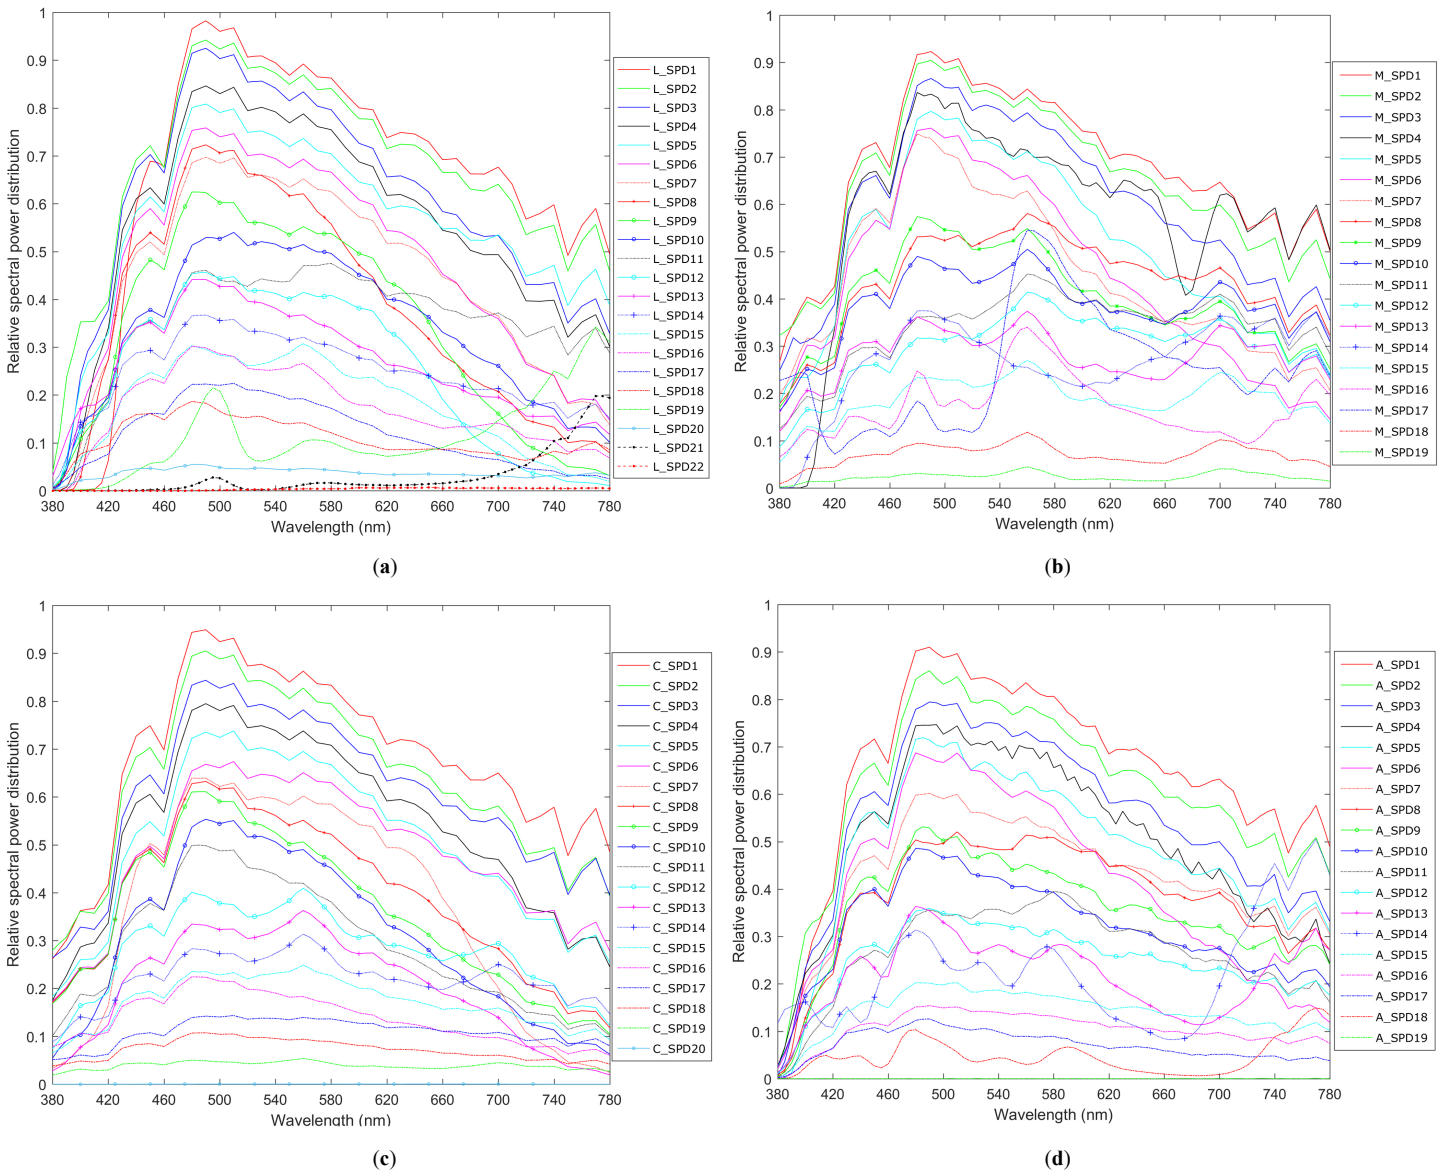 1
0.9
0.8
0.7
0.6
0.5
0.4
0.3
0.2
0.1
0
380 420 460 500 540 580 620 660 700 740 780
Relative spectral power distribution
Wavelength (nm)
L_SPD1
L_SPD2
L_SPD3
L_SPD4
L_SPD5
L_SPD6
L_SPD7
L_SPD8
L_SPD9
L_SPD10
L_SPD11
L_SPD12
L_SPD13
L_SPD14
L_SPD15
L_SPD16
L_SPD17
L_SPD18
L_SPD19
L_SPD20
L_SPD21
L_SPD22
(a)
1
0.9
0.8
0.7
0.6
0.5
0.4
0.3
0.2
0.1
0
380 420 460 500 540 580 620 660 700 740 780
Relative spectral power distribution
Wavelength (nm)
M_SPD1
M_SPD2
M_SPD3
M_SPD4
M_SPD5
M_SPD6
M_SPD7
M_SPD8
M_SPD9
M_SPD10
M_SPD11
M_SPD12
M_SPD13
M_SPD14
M_SPD15
M_SPD16
M_SPD17
M_SPD18
M_SPD19
(b)
1
0.9
0.8
0.7
0.6
0.5
0.4
0.3
0.2
0.1
0
380 420 460 500 540 580 620 660 700 740 780
Relative spectral power distribution
Wavelength (nm)
C_SPD1
C_SPD2
C_SPD3
C_SPD4
C_SPD5
C_SPD6
C_SPD7
C_SPD8
C_SPD9
C_SPD10
C_SPD11
C_SPD12
C_SPD13
C_SPD14
C_SPD15
C_SPD16
C_SPD17
C_SPD18
C_SPD19
C_SPD20
(c)
1
0.9
0.8
0.7
0.6
0.5
0.4
0.3
0.2
0.1
0
380 420 460 500 540 580 620 660 700 740 780
Relative spectral power distribution
Wavelength (nm)
A_SPD1
A_SPD2
A_SPD3
A_SPD4
A_SPD5
A_SPD6
A_SPD7
A_SPD8
A_SPD9
A_SPD10
A_SPD11
A_SPD12
A_SPD13
A_SPD14
A_SPD15
A_SPD16
A_SPD17
A_SPD18
A_SPD19
(d)